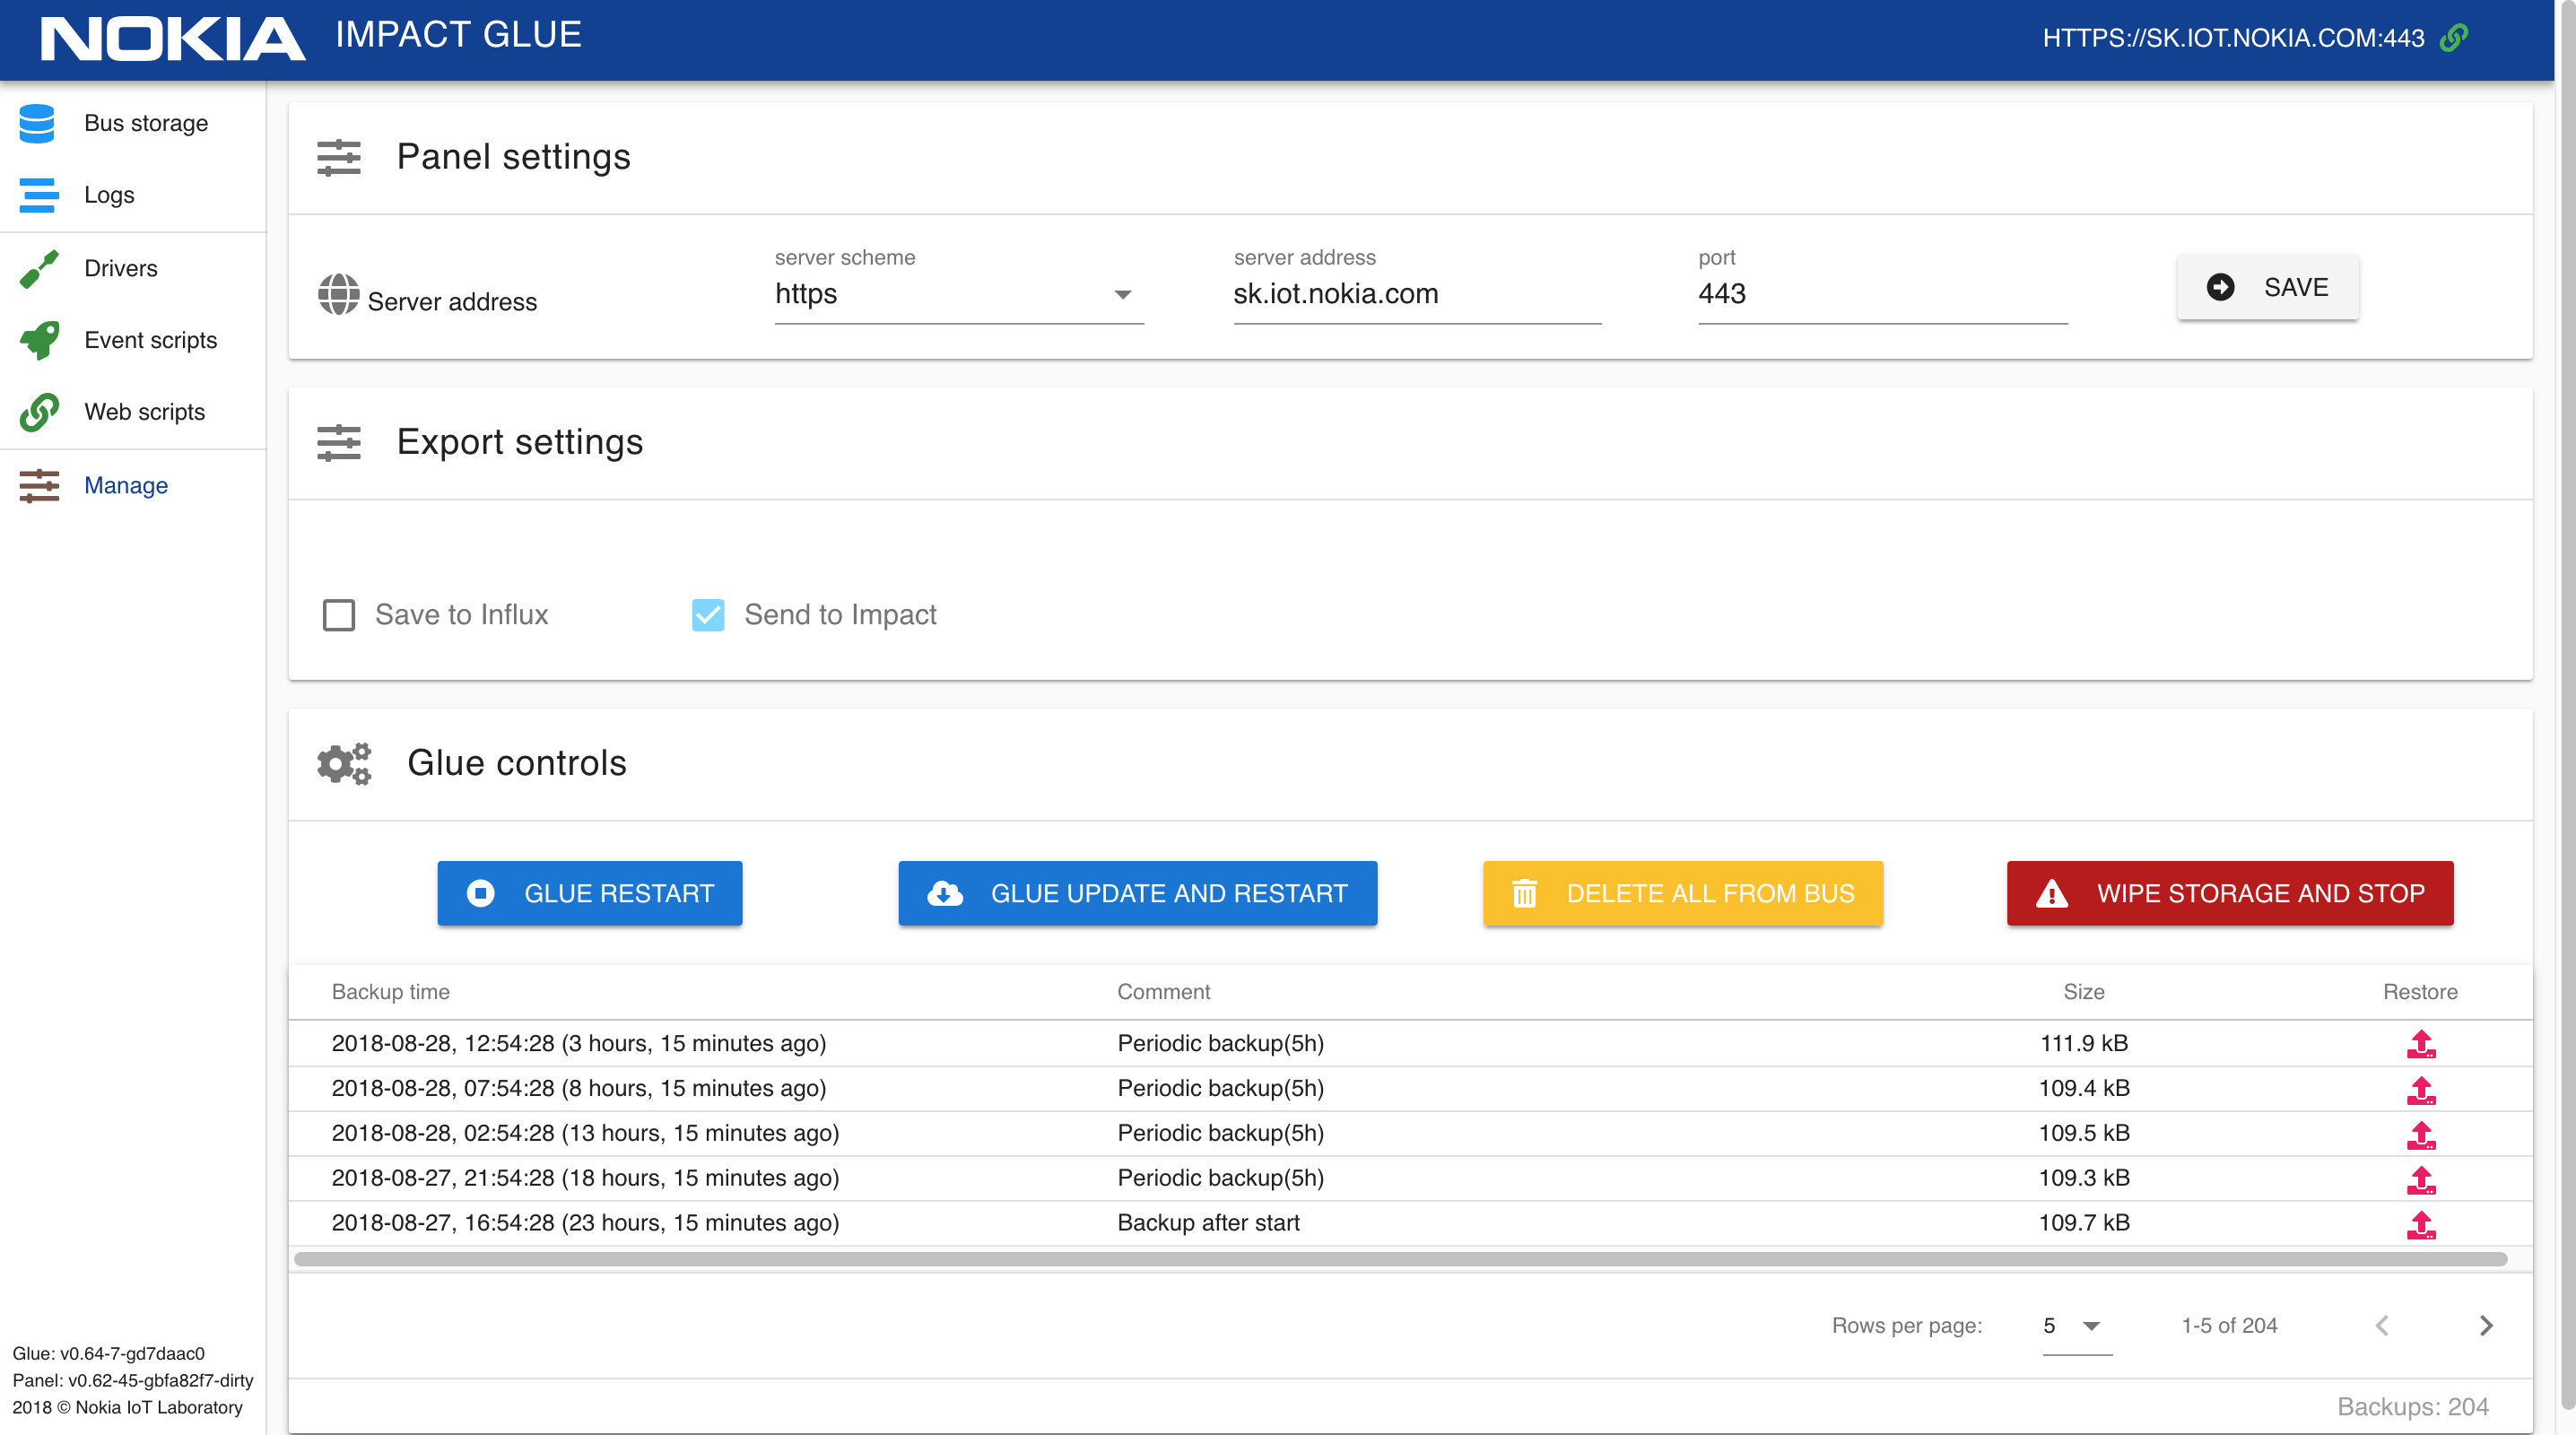 NOKIA IMPACT GLUE HTTPS://SK.IOT.NOKIA.COM:443
Bus storage
Logs
Drivers
Event scripts
Web scripts
Manage
Glue: v0.64-7-gd7daac0
Panel: v0.62-45-gbfa82f7-dirty
2018 © Nokia IoT Laboratory
Panel settings
Server address
server scheme
https
server address
sk.iot.nokia.com
port
443
SAVE
Export settings
Save to Influx Send to Impact
Glue controls
GLUE RESTART GLUE UPDATE AND RESTART DELETE ALL FROM BUS WIPE STORAGE AND STOP
Backup time Comment Size Restore
2018-08-28, 12:54:28 (3 hours, 15 minutes ago) Periodic backup(5h) 111.9 kB
2018-08-28, 07:54:28 (8 hours, 15 minutes ago) Periodic backup(5h) 109.4 kB
2018-08-28, 02:54:28 (13 hours, 15 minutes ago) Periodic backup(5h) 109.5 kB
2018-08-27, 21:54:28 (18 hours, 15 minutes ago) Periodic backup(5h) 109.3 kB
2018-08-27, 16:54:28 (23 hours, 15 minutes ago) Backup after start 109.7 kB
Rows per page: 5 1-5 of 204
Backups: 204